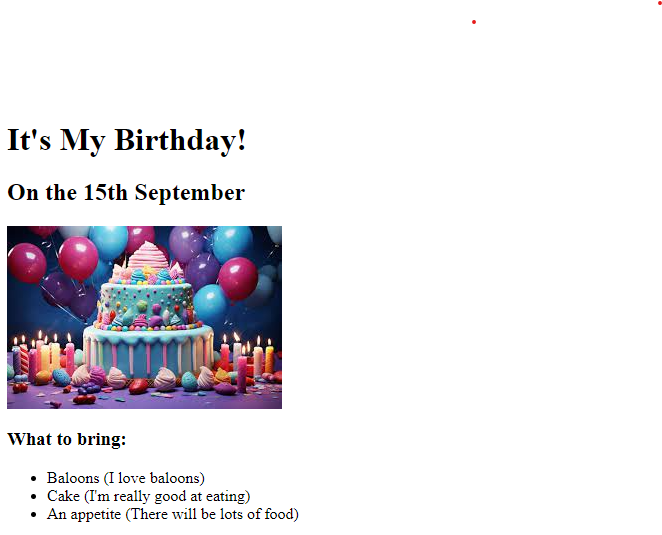 It's My Birthday!
On the 15th September
What to bring:
Baloons (I love baloons)
Cake (I'm really good at eating)
An appetite (There will be lots of food)